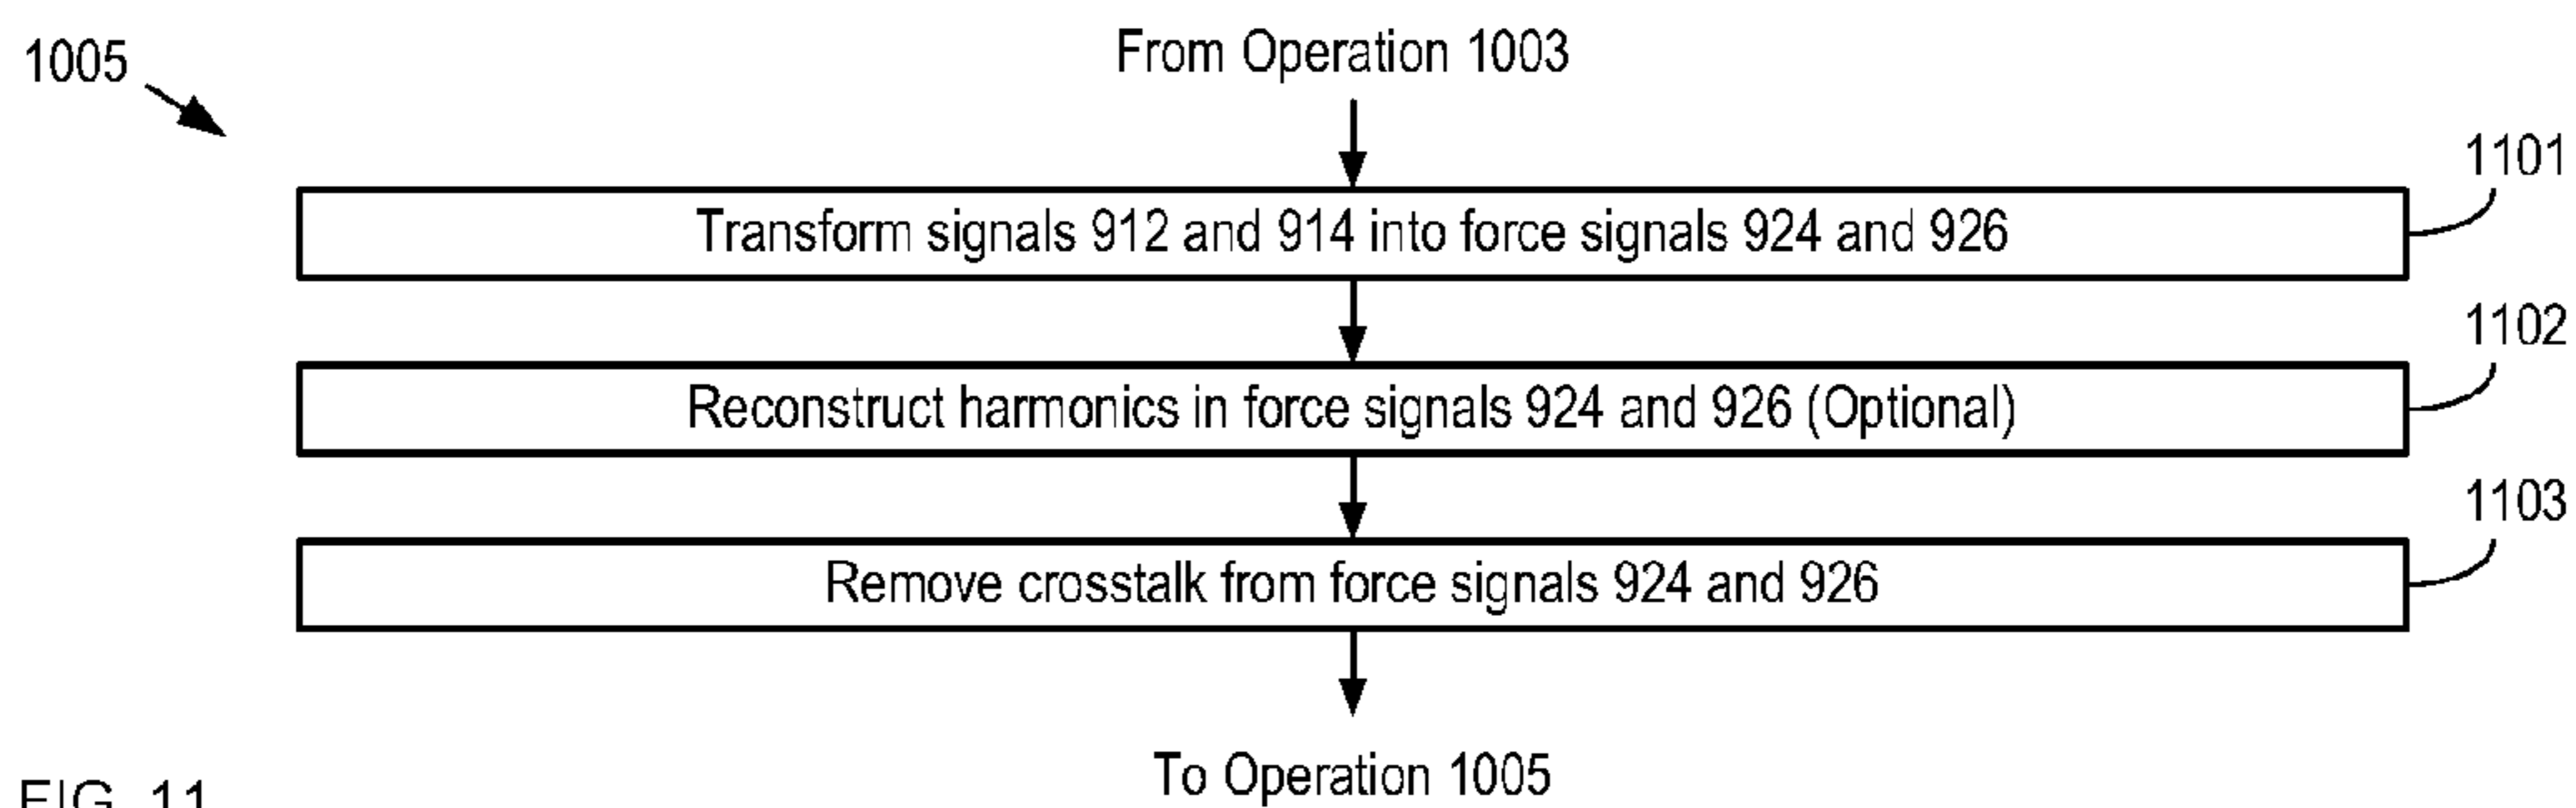 1005
From Operation 1003
1101
Transform signals 912 and 914 into force signals 924 and 926
1102
Reconstruct harmonics in force signals 924 and 926 (Optional)
1103
Remove crosstalk from force signals 924 and 926
To Operation 1005
FIG. 11